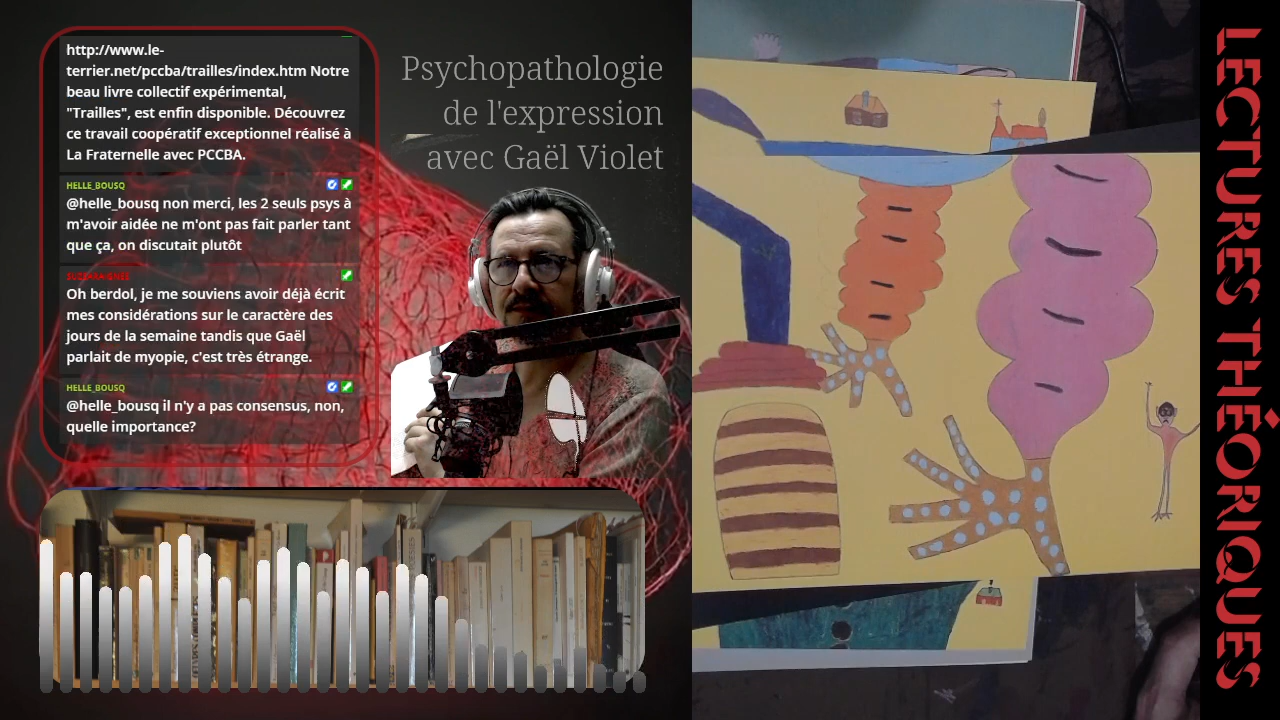 http://www.le-
terrier.net/pccba/trailles/index.htm Notre
beau livre collectif expérimental,
"Trailles", est enfin disponible. Découvrez
ce travail coopératif exceptionnel réalisé à
La Fraternelle avec PCCBA.
HELLE_BOUSQ
@helle_bousq non merci, les 2 seuls psys à
m'avoir aidée ne m'ont pas fait parler tant
que ça, on discutait plutôt
Oh berdol, je me souviens avoir déjà écrit
mes considérations sur le caractère des
jours de la semaine tandis que Gaël
parlait de myopie, c'est très étrange.
HELLE_BOUSQ
@helle_bousq il n'y a pas consensus, non,
quelle importance?
Psychopathologie
de l'expression
avec Gaël Violet
LECTURES THÉORIQUES